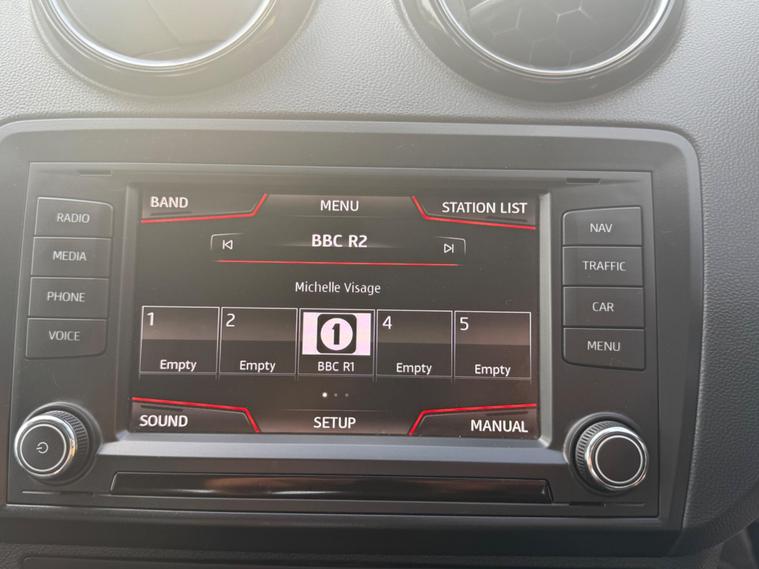 BAND MENU STATION LIST
RADIO
MEDIA
PHONE
VOICE
BBC R2
Michelle Visage
1 2 1 4 5
Empty Empty BBC R1 Empty Empty
SOUND SETUP MANUAL
NAV
TRAFFIC
CAR
MENU